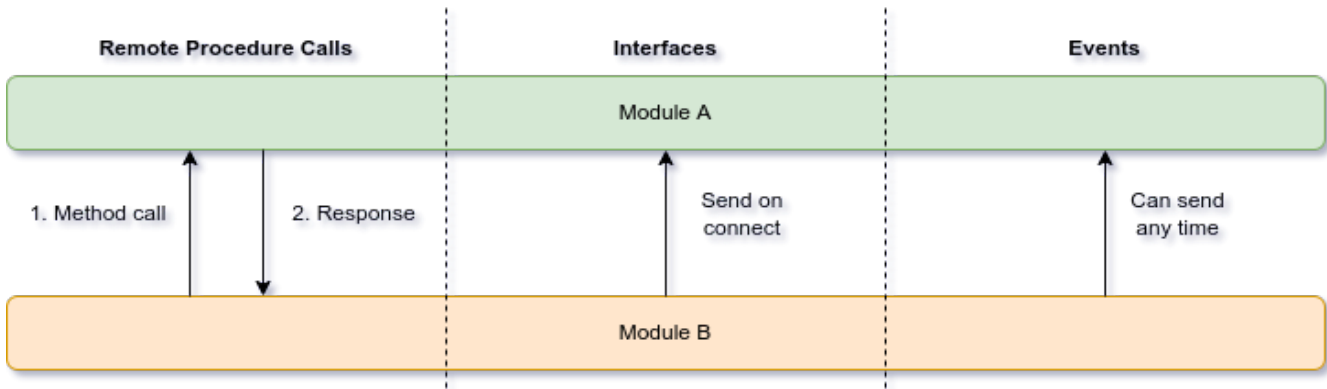 Remote Procedure Calls
Interfaces
Events
Module A
1. Method call
2. Response
Send on
connect
Can send
any time
Module B